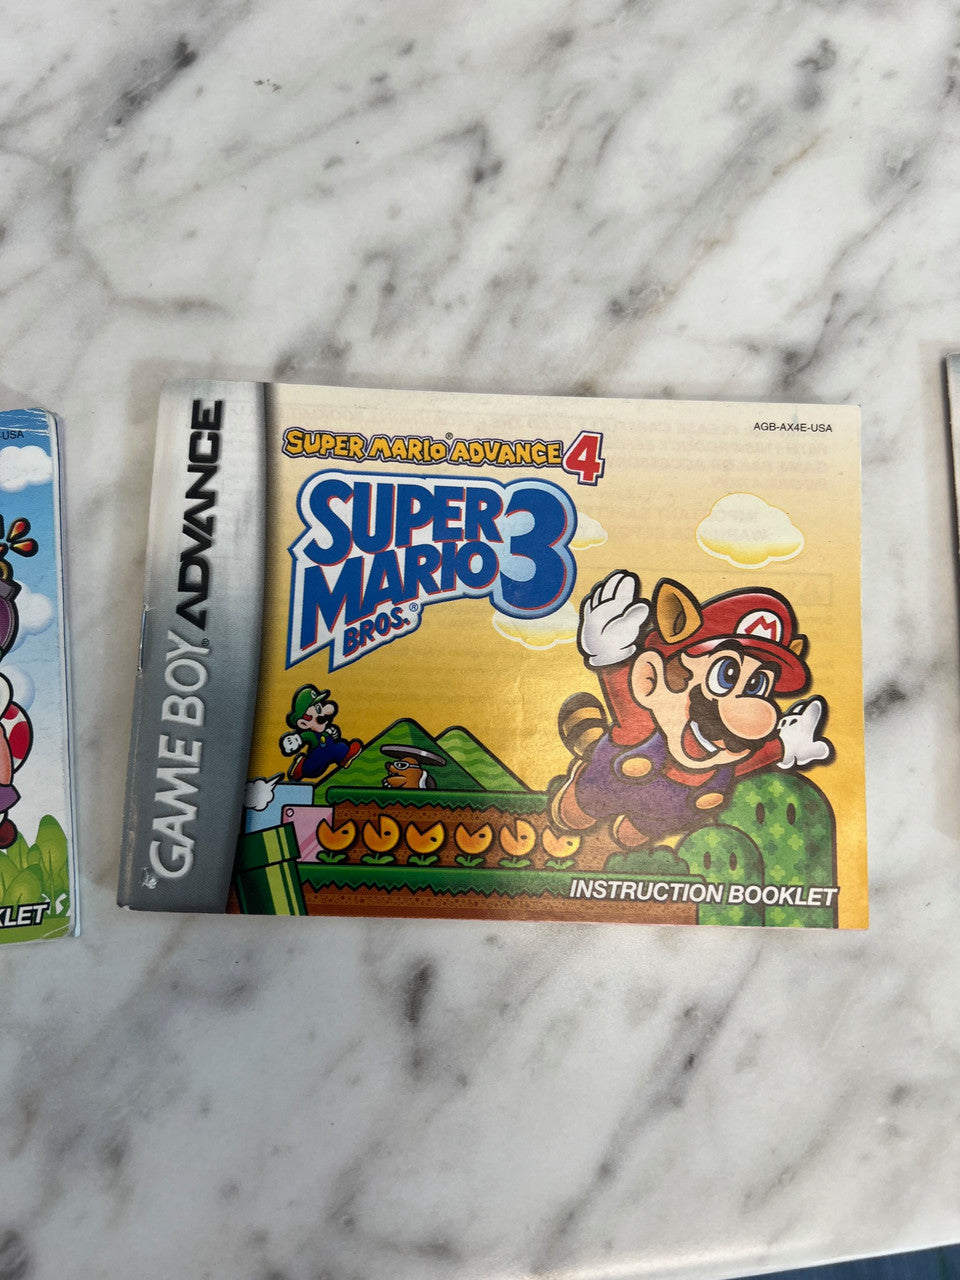 -USA
KLET
GAME BOY ADVANCE
AGB-AX4E-USA
SUPER MARIO® ADVANCE 4
SUPER
MARIO 3
BROS.®
M
INSTRUCTION BOOKLET